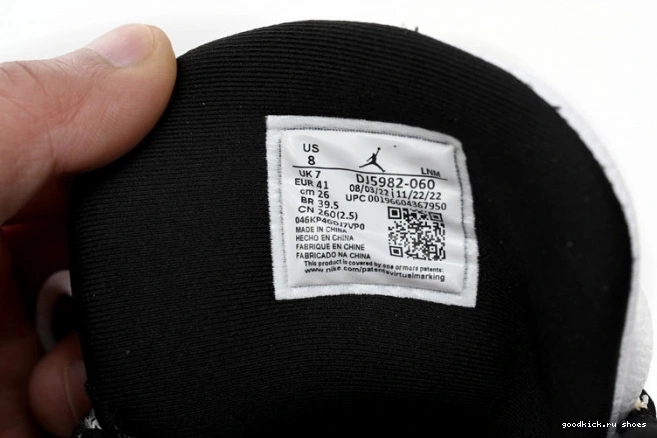 US
8
LNM
UK 7
EUR 41
cm 26
BR 39.5
CN 260(2.5)
DJ5982-060
08/03/22 11/22/22
UPC 00196604367950
MADE IN CHINA
HECHO EN CHINA
FABRIQUE EN CHINE
FABRICADO NA CHINA
This product is covered by one or more patents:
www.nike.com/patentsvirtualmarking
goodkick.ru shoes